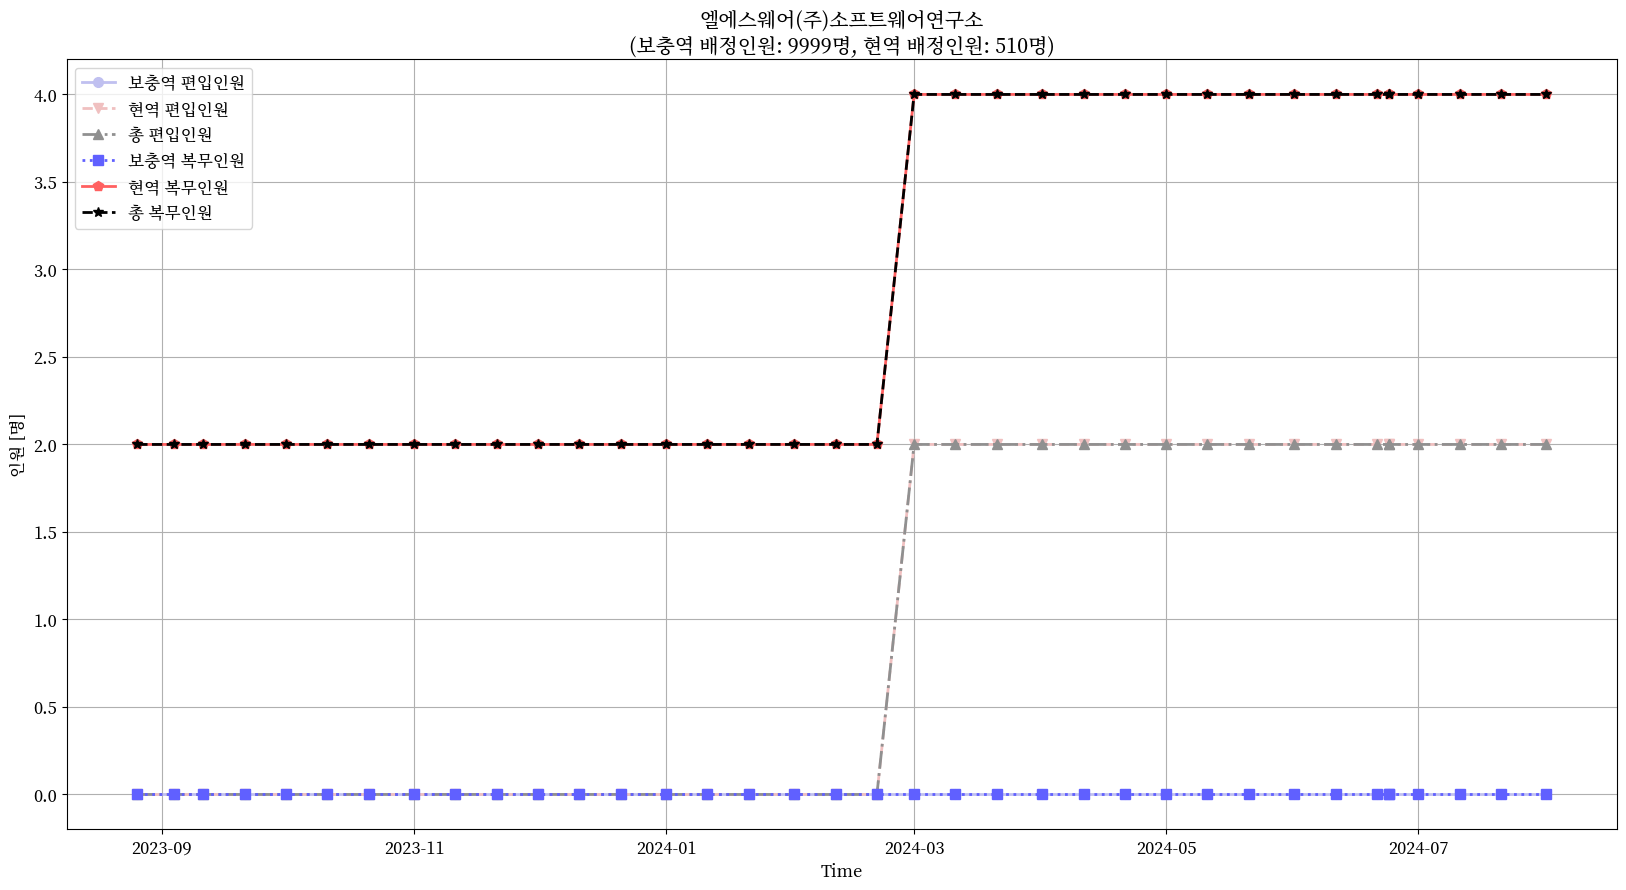 엘에스웨어(주)소프트웨어연구소
(보충역 배정인원: 9999명, 현역 배정인원: 510명)
보충역 편입인원
현역 편입인원
총 편입인원
보충역 복무인원
현역 복무인원
총 복무인원
4.0
3.5
3.0
2.5
2.0
1.5
1.0
0.5
0.0
인원 [명]
2023-09
2023-11
2024-01
2024-03
2024-05
2024-07
Time